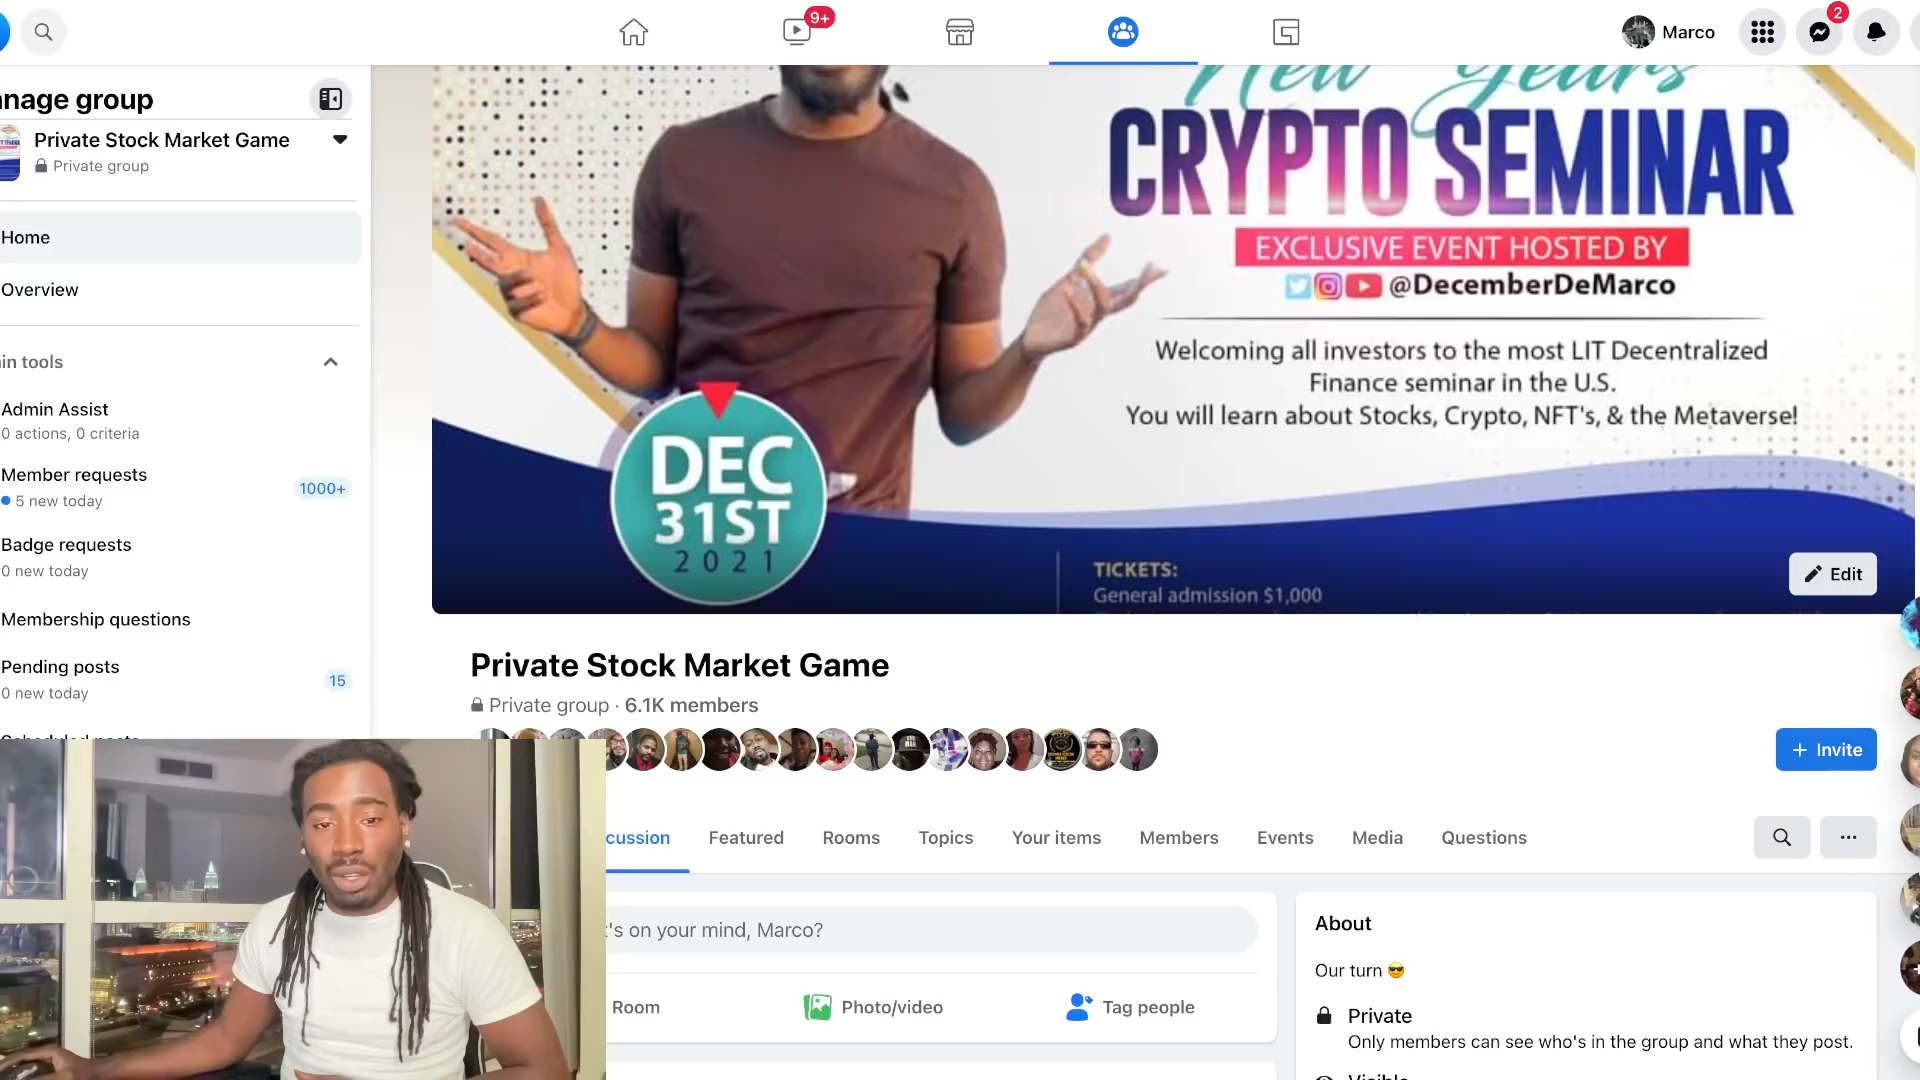 9+
Marco
2
nage group
Private Stock Market Game
Private group
Home
Overview
in tools
Admin Assist
0 actions, 0 criteria
Member requests
5 new today
1000+
Badge requests
0 new today
Membership questions
Pending posts
0 new today
15
New Years
CRYPTO SEMINAR
EXCLUSIVE EVENT HOSTED BY
@DecemberDeMarco
Welcoming all investors to the most LIT Decentralized
Finance seminar in the U.S.
You will learn about Stocks, Crypto, NFT's, & the Metaverse!
DEC
31ST
2021
TICKETS:
General admission $1,000
Edit
Private Stock Market Game
Private group · 6.1K members
+ Invite
cussion
Featured
Rooms
Topics
Your items
Members
Events
Media
Questions
's on your mind, Marco?
Room
Photo/video
Tag people
About
Our turn 😎
Private
Only members can see who's in the group and what they post.